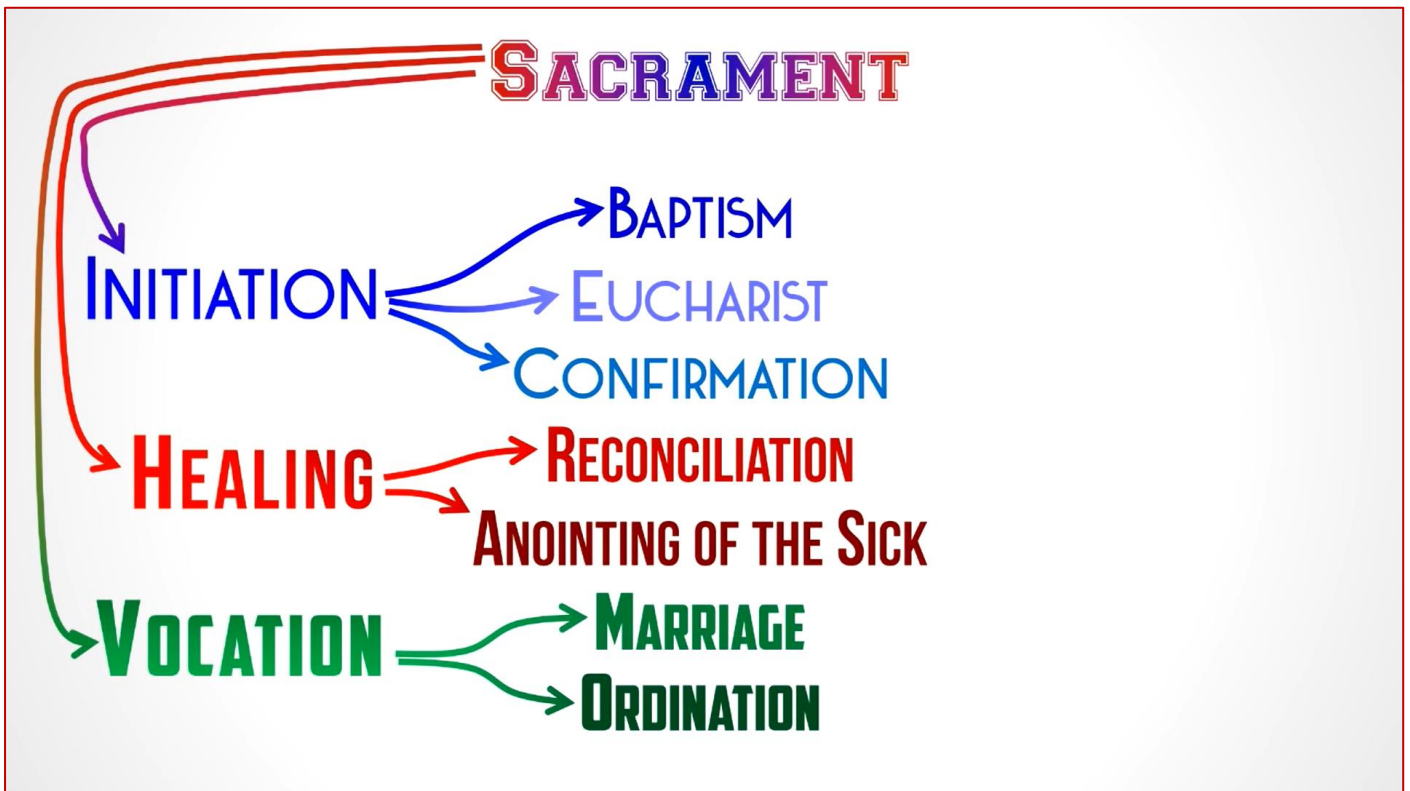 SACRAMENT
INITIATION
BAPTISM
EUCHARIST
CONFIRMATION
HEALING
RECONCILIATION
ANOINTING OF THE SICK
VOCATION
MARRIAGE
ORDINATION